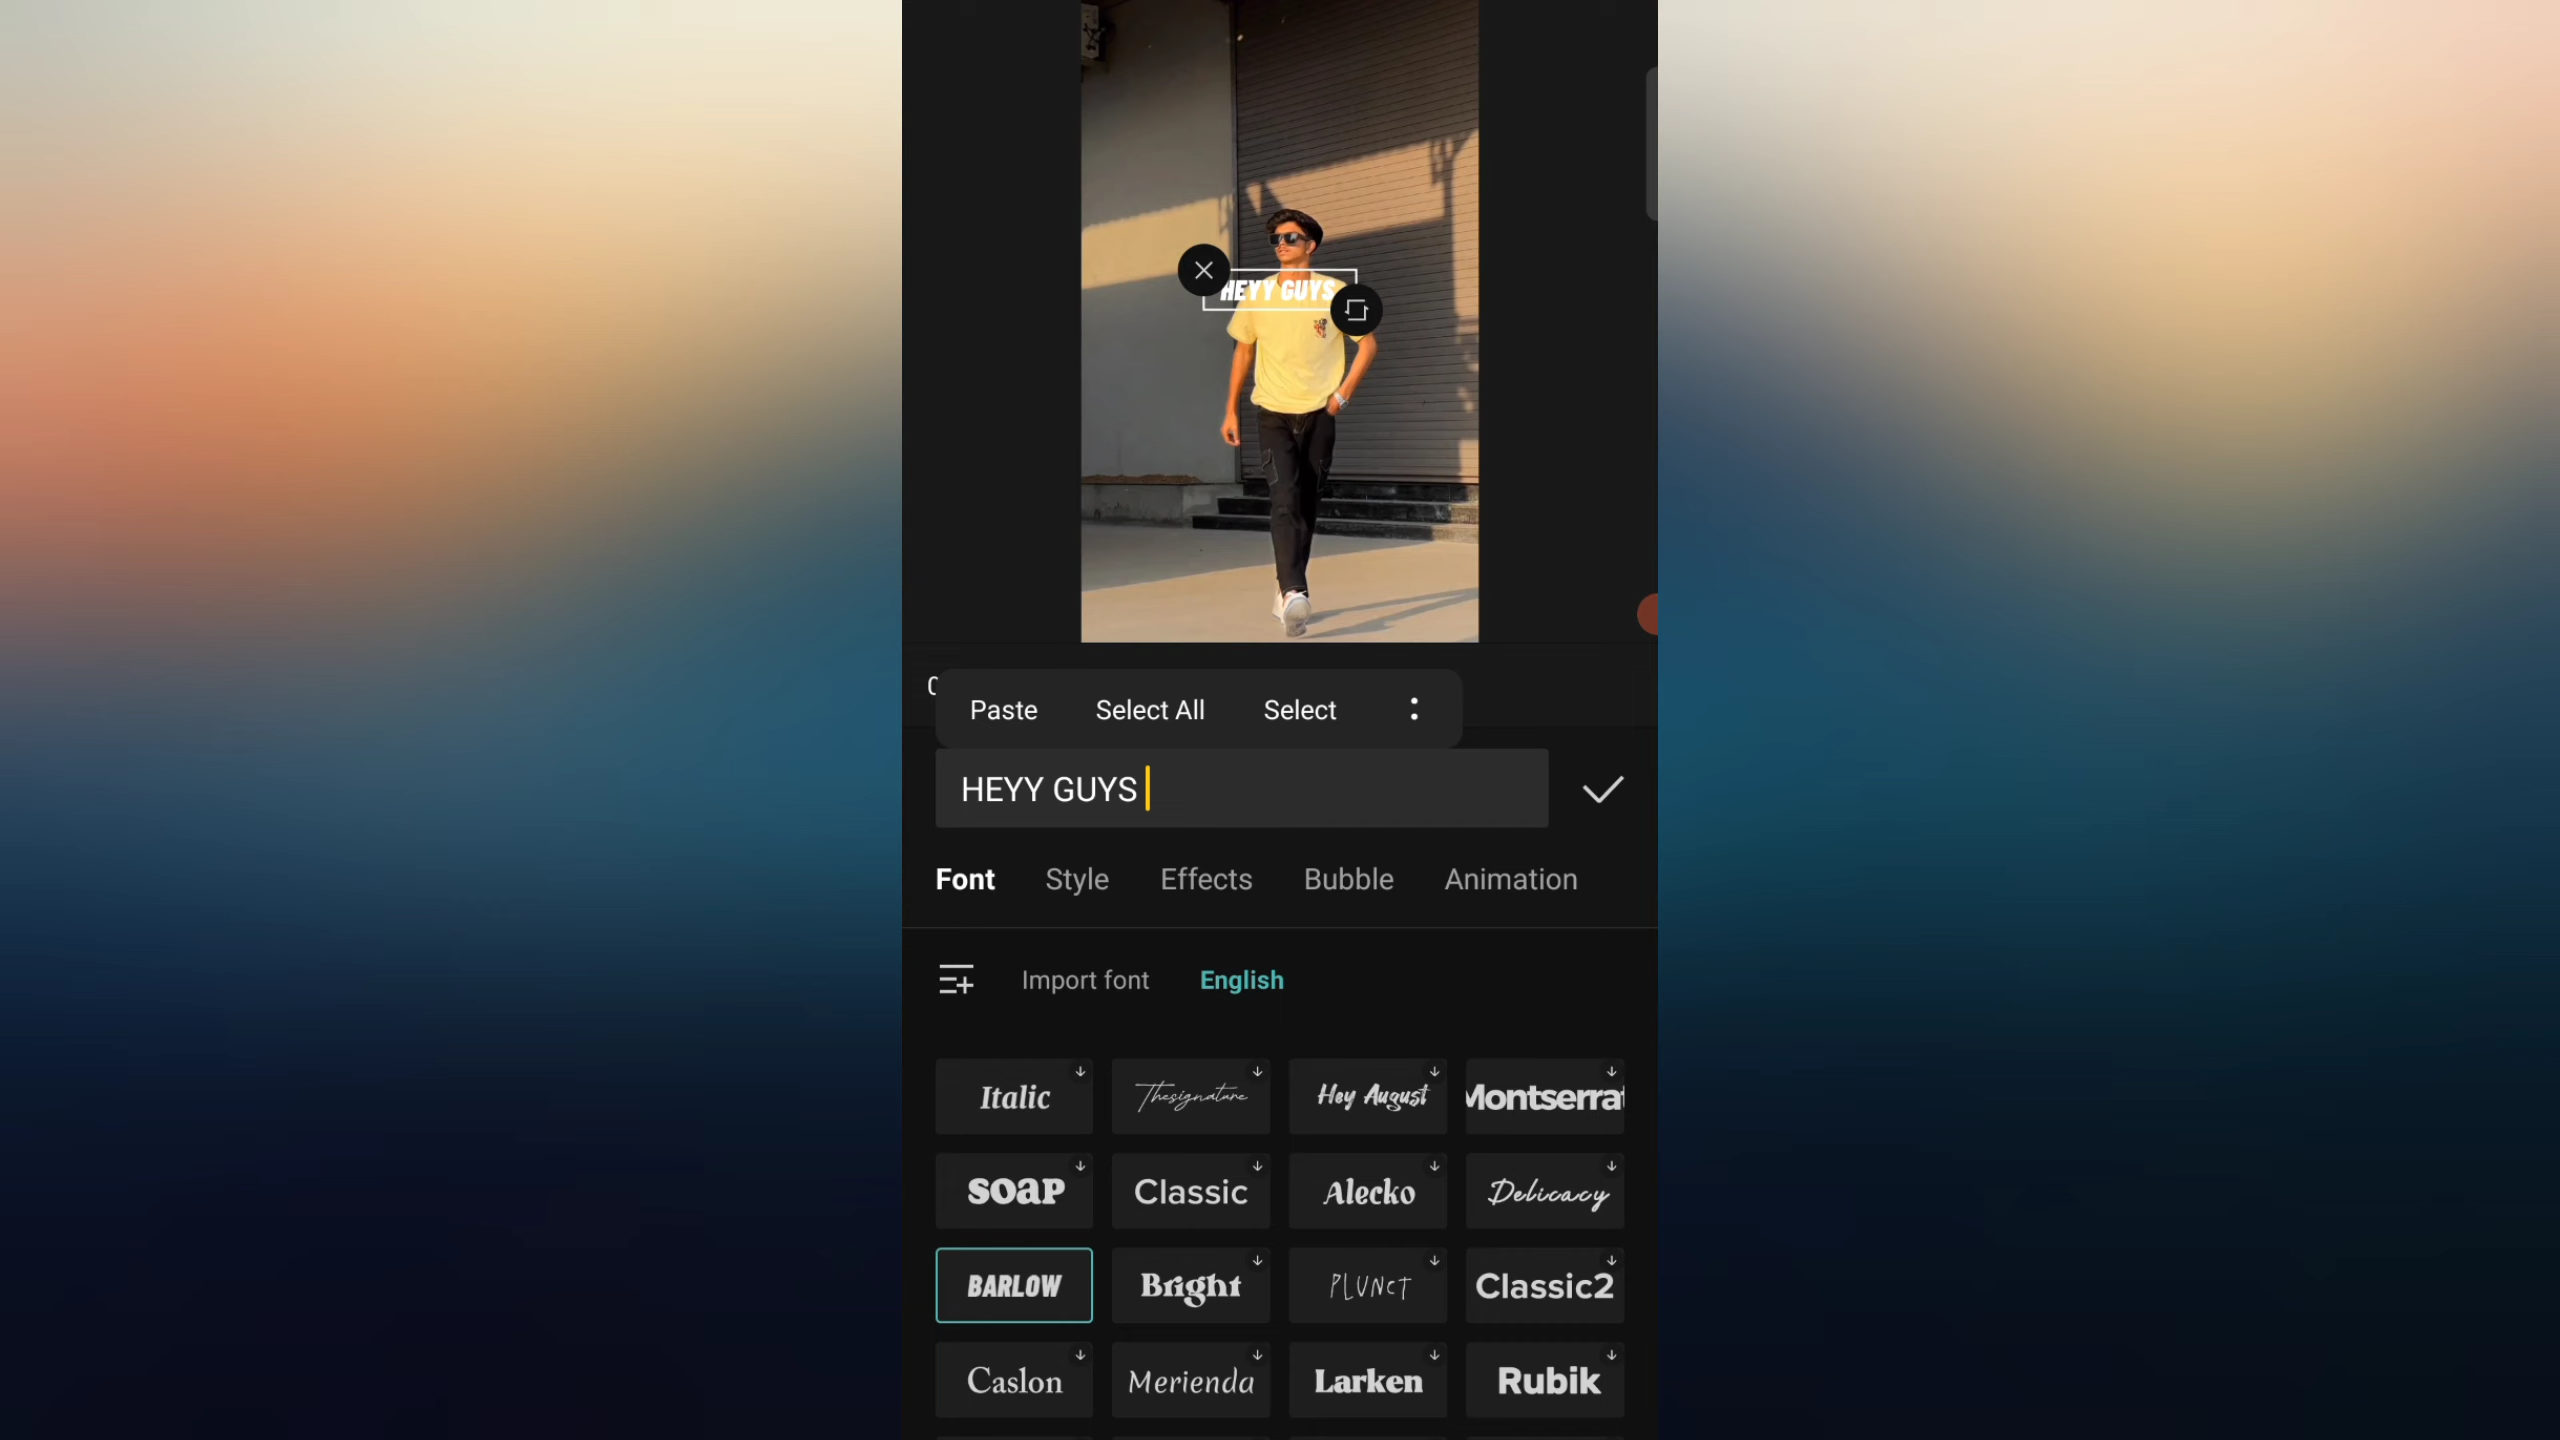 HEYY GUYS
Paste Select All Select
HEYY GUYS
Font Style Effects Bubble Animation
Import font English
Italic Thesignature Hey August Montserrat
SOAP Classic Alecko Delicacy
BARLOW Bright PLUNCT Classic2
Caslon Merienda Larken Rubik